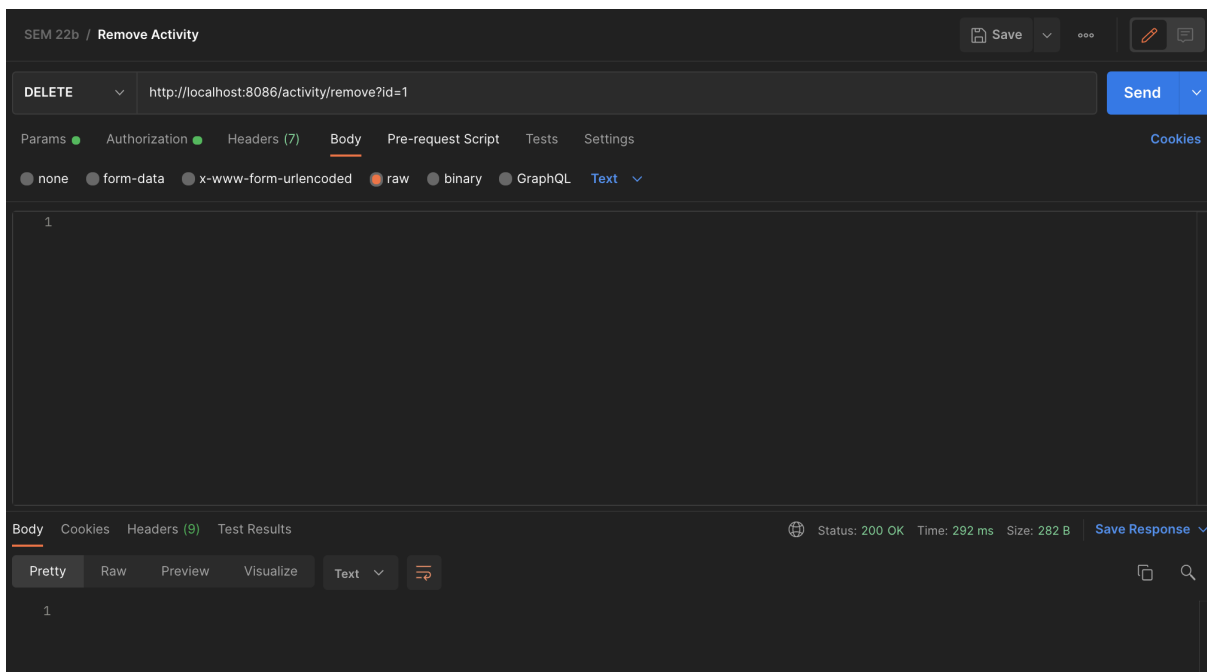 SEM 22b / Remove Activity
Save
DELETE http://localhost:8086/activity/remove?id=1 Send
Params Authorization Headers (7) Body Pre-request Script Tests Settings Cookies
none form-data x-www-form-urlencoded raw binary GraphQL Text
1
Body Cookies Headers (9) Test Results Status: 200 OK Time: 292 ms Size: 282 B Save Response
Pretty Raw Preview Visualize Text
1